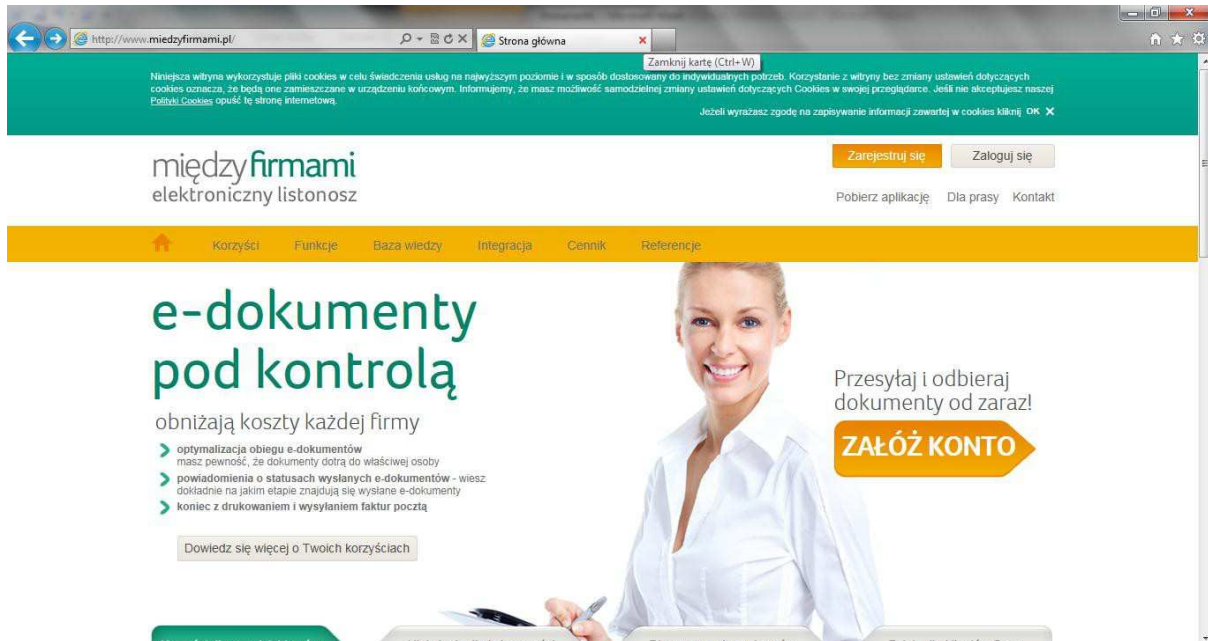 http://www.miedzyfirmami.pl/
Strona główna
Zamknij kartę (Ctrl+W)
Niniejsza witryna wykorzystuje pliki cookies w celu świadczenia usług na najwyższym poziomie i w sposób dostosowany do indywidualnych potrzeb. Korzystanie z witryny bez zmiany ustawień dotyczących
cookies oznacza, że będą one zamieszczane w urządzeniu końcowym. Informujemy, że masz możliwość samodzielnej zmiany ustawień dotyczących Cookies w swojej przeglądarce. Jeśli nie akceptujesz naszej
Polityki Cookies opuść tę stronę internetową.
Jeżeli wyrażasz zgodę na zapisywanie informacji zawartej w cookies kliknij OK X
międzyfirmami
elektroniczny listonosz
Zarejestruj się Zaloguj się
Pobierz aplikację Dla prasy Kontakt
Korzyści Funkcje Baza wiedzy Integracja Cennik Referencje
e-dokumenty
pod kontrolą
obniżają koszty każdej firmy
optymalizacja obiegu e-dokumentów
masz pewność, że dokumenty dotrą do właściwej osoby
powiadomienia o statusach wysłanych e-dokumentów - wiesz
dokładnie na jakim etapie znajdują się wysłane e-dokumenty
koniec z drukowaniem i wysyłaniem faktur pocztą
Dowiedz się więcej o Twoich korzyściach
Przesyłaj i odbieraj
dokumenty od zaraz!
ZAŁÓŻ KONTO